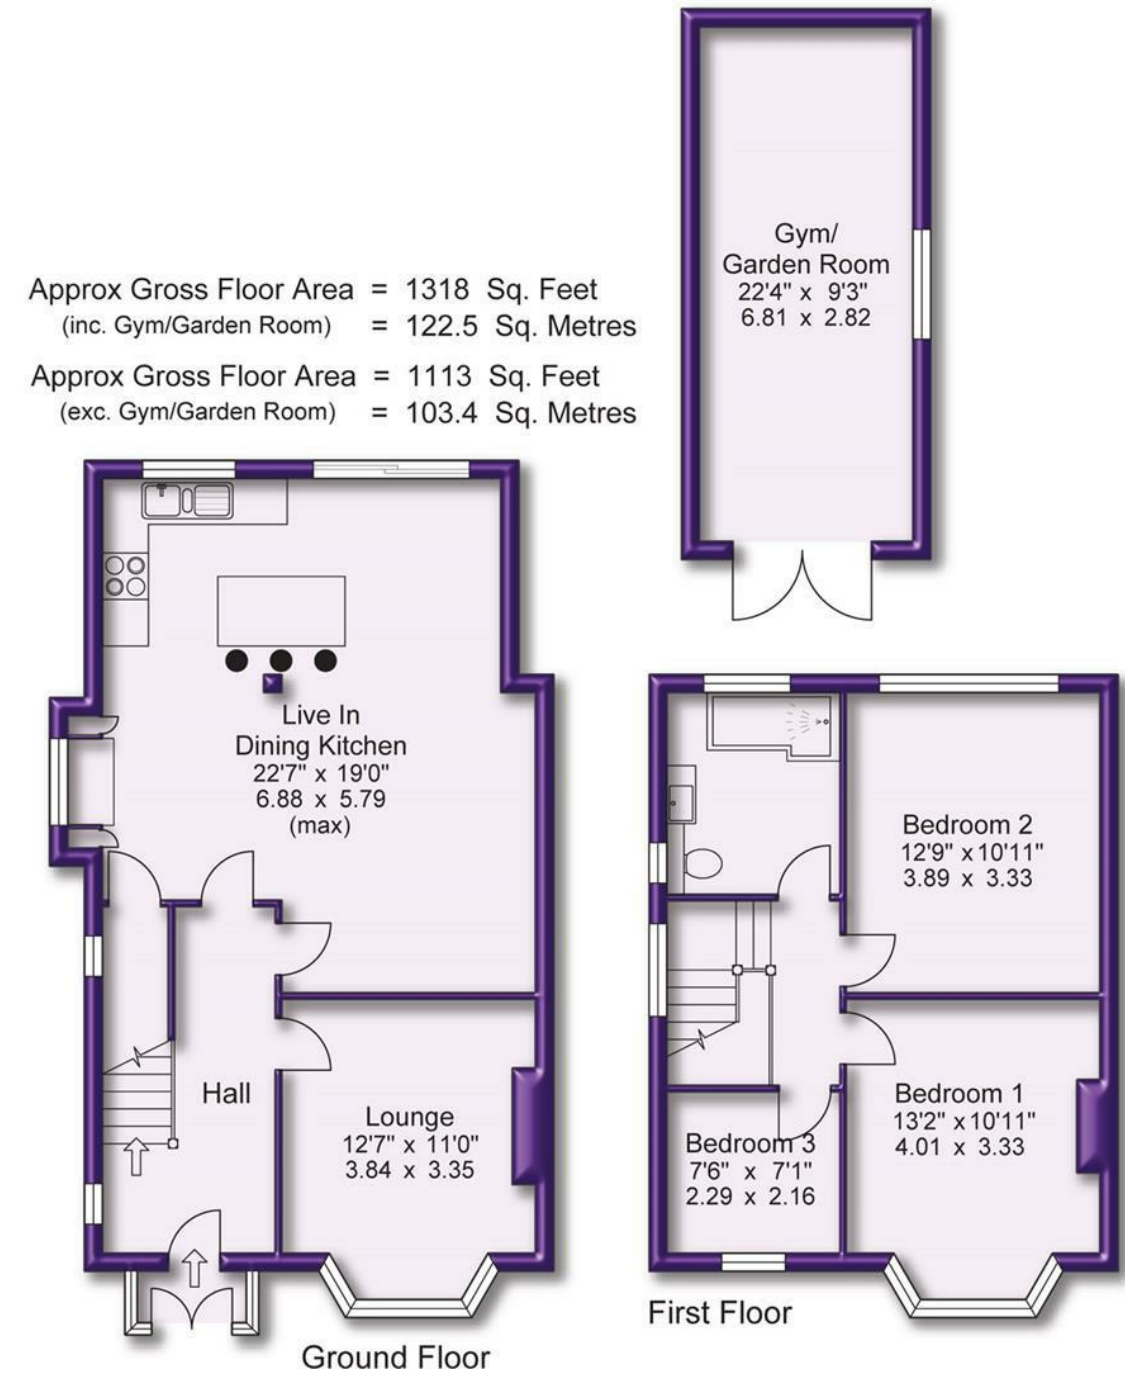 Gym/
Garden Room
22'4" x 9'3"
6.81 x 2.82
Approx Gross Floor Area = 1318 Sq. Feet
(inc. Gym/Garden Room) = 122.5 Sq. Metres
Approx Gross Floor Area = 1113 Sq. Feet
(exc. Gym/Garden Room) = 103.4 Sq. Metres
Live In
Dining Kitchen
22'7" x 19'0"
6.88 x 5.79
(max)
Hall
Lounge
12'7" x 11'0"
3.84 x 3.35
Ground Floor
Bedroom 2
12'9" x 10'11"
3.89 x 3.33
Bedroom 1
13'2" x 10'11"
4.01 x 3.33
Bedroom 3
7'6" x 7'1"
2.29 x 2.16
First Floor